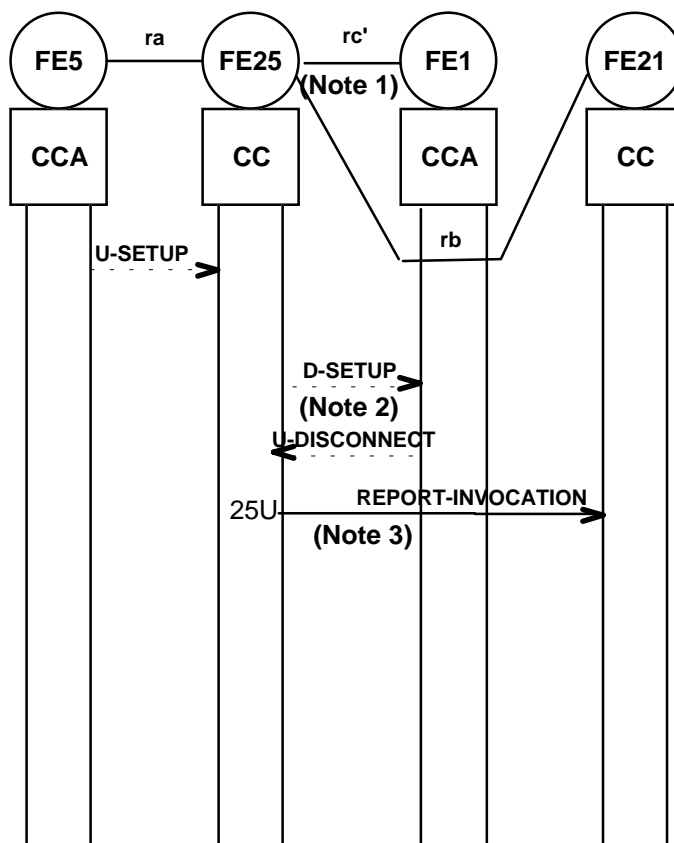 ra
rc'
FE5
FE25
FE1
FE21
(Note 1)
CCA
CC
CCA
CC
rb
U-SETUP
D-SETUP
(Note 2)
U-DISCONNECT
REPORT-INVOCATION
25U
(Note 3)